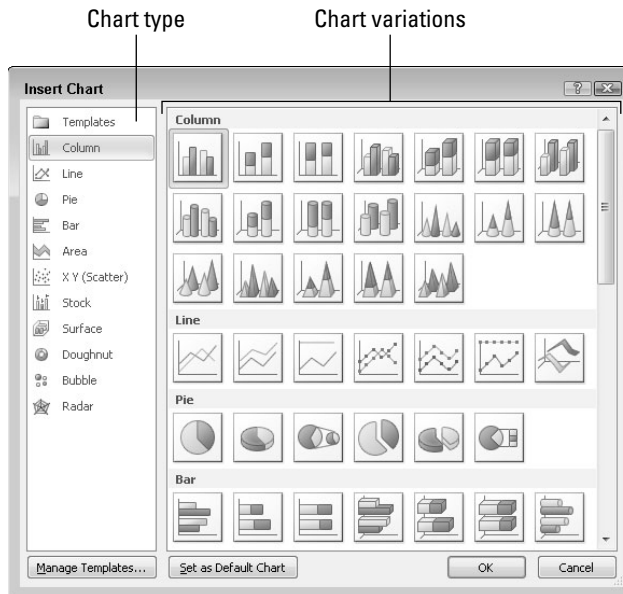 Chart type
Chart variations
Insert Chart
Templates
Column
Line
Pie
Bar
Area
X Y (Scatter)
Stock
Surface
Doughnut
Bubble
Radar
Column
Line
Pie
Bar
Manage Templates...
Set as Default Chart
OK
Cancel